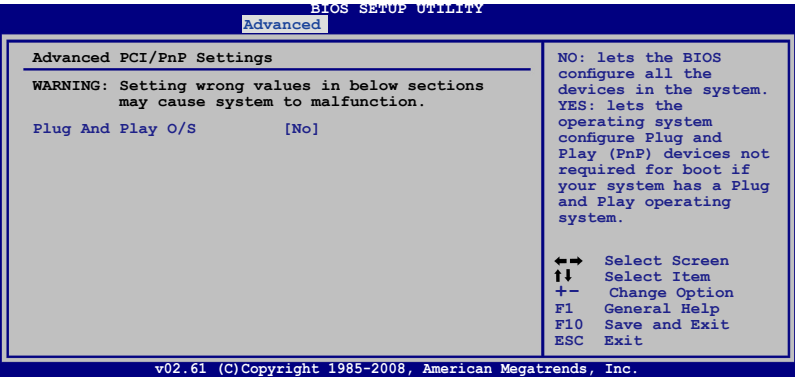 BIOS SETUP UTILITY
Advanced
Advanced PCI/PnP Settings
WARNING: Setting wrong values in below sections
may cause system to malfunction.
Plug And Play O/S [No]
NO: lets the BIOS
configure all the
devices in the system.
YES: lets the
operating system
configure Plug and
Play (PnP) devices not
required for boot if
your system has a Plug
and Play operating
system.
←→ Select Screen
↑↓ Select Item
+- Change Option
F1 General Help
F10 Save and Exit
ESC Exit
v02.61 (C)Copyright 1985-2008, American Megatrends, Inc.